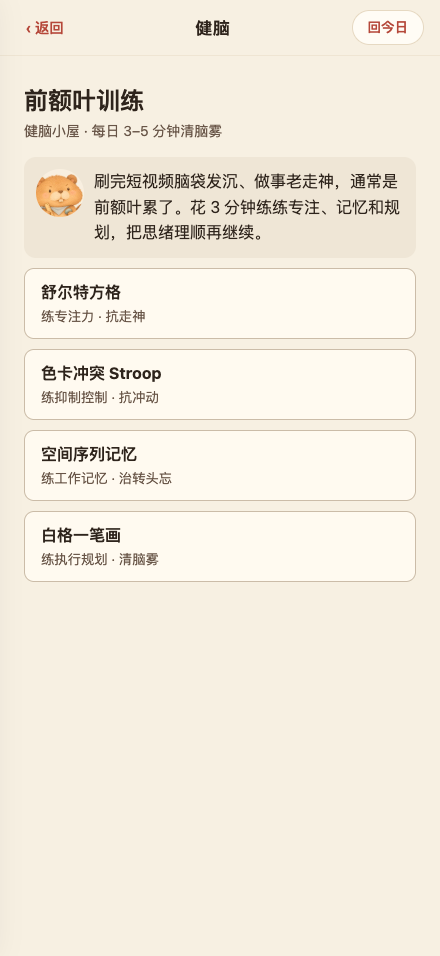 ‹ 返回
健脑
回今日
前额叶训练
健脑小屋 · 每日 3–5 分钟清脑雾
刷完短视频脑袋发沉、做事老走神，通常是
前额叶累了。花 3 分钟练练专注、记忆和规
划，把思绪理顺再继续。
舒尔特方格
练专注力 · 抗走神
色卡冲突 Stroop
练抑制控制 · 抗冲动
空间序列记忆
练工作记忆 · 治转头忘
白格一笔画
练执行规划 · 清脑雾